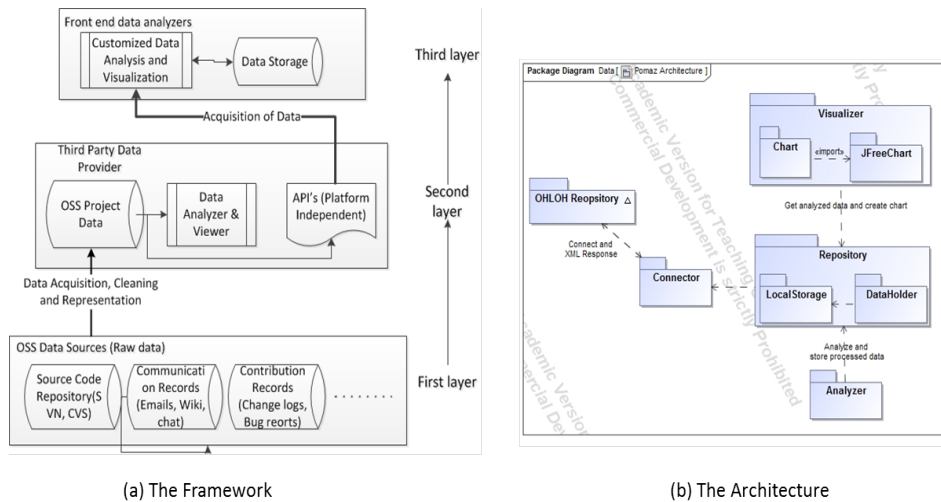 Front end data analyzers
Customized Data
Analysis and
Visualization
Data Storage
Third layer
Acquisition of Data
Third Party Data
Provider
OSS Project
Data
Data
Analyzer &
Viewer
API's (Platform
Independent)
Second
layer
Data Acquisition, Cleaning
and Representation
OSS Data Sources (Raw data)
Source Code
Repository(S
VN, CVS)
Communicati
on Records
(Emails, Wiki,
chat)
Contribution
Records
(Change logs,
Bug reorts)
........
First layer
(a) The Framework
Package Diagram Data[ Pomaz Architecture ]
Visualizer
Chart
«import»
JFreeChart
Get analyzed data and create chart
OHLOH Reopsitory
Connect and
XML Response
Connector
Repository
LocalStorage
DataHolder
Analyze and
store processed data
Analyzer
Academic Version for Teaching
Commercial Development is strictly Prohibited
(b) The Architecture